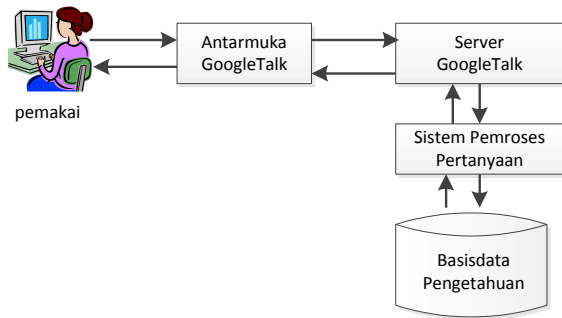 Antarmuka
GoogleTalk
Server
GoogleTalk
pemakai
Sistem Pemroses
Pertanyaan
Basisdata
Pengetahuan